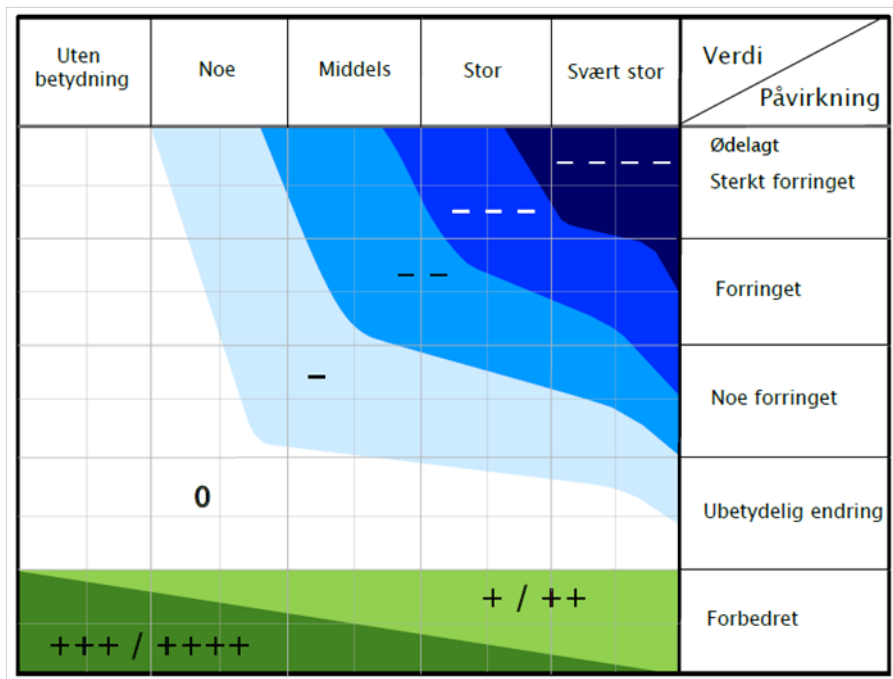 Uten
betydning
Noe
Middels
Stor
Svært stor
Verdi
Påvirkning
Ødelagt
– – – –
Sterkt forringet
– – –
– –
Forringet
–
Noe forringet
0
Ubetydelig endring
+ / ++
Forbedret
+++ / ++++